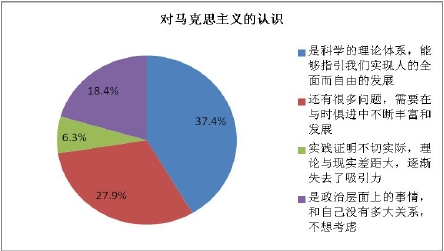 对马克思主义的认识
37.4%
27.9%
6.3%
18.4%
是科学的理论体系，能
够指引我们实现人的全
面而自由的发展
还有很多问题，需要在
与时俱进中不断丰富和
发展
实践证明不切实际，理
论与现实差距大，逐渐
失去了吸引力
是政治层面上的事情，
和自己没有多大关系，
不想考虑